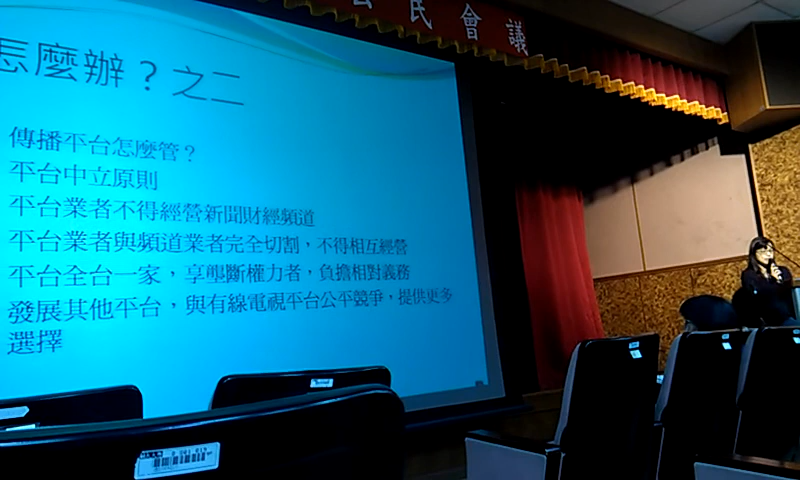 公民會議
怎麼辦？之二
傳播平台怎麼管？
平台中立原則
平台業者不得經營新聞財經頻道
平台業者與頻道業者完全切割，不得相互經營
平台全台一家，享壟斷權力者，負擔相對義務
發展其他平台，與有線電視平台公平競爭，提供更多
選擇